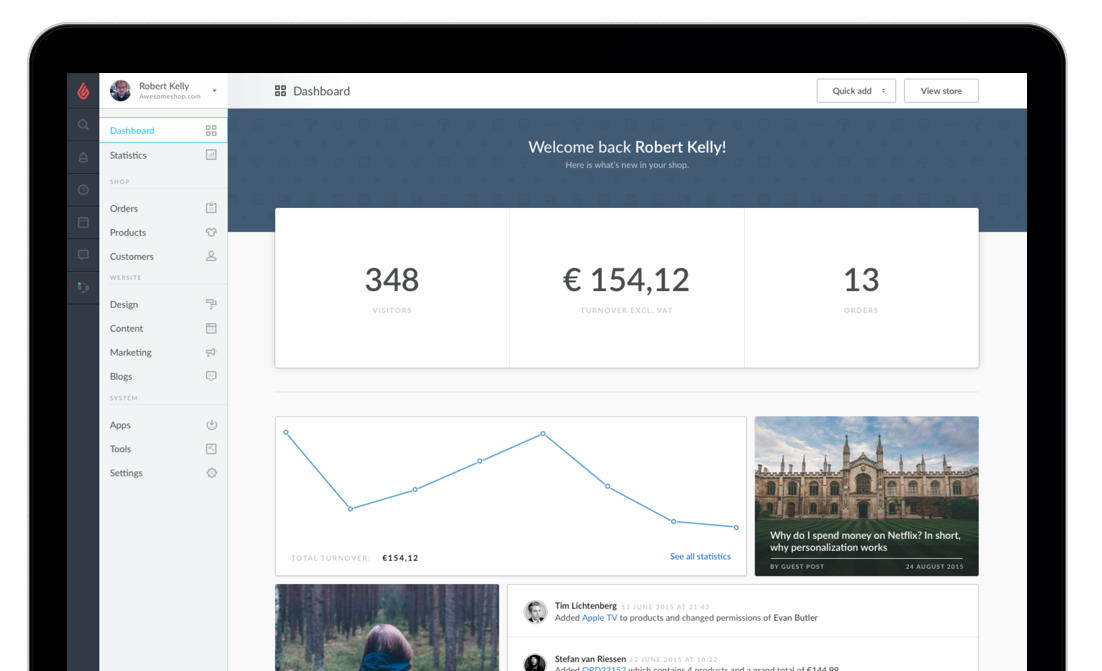 Robert Kelly
Awesomeshop.com
Dashboard
Quick add
View store
Dashboard
Statistics
SHOP
Orders
Products
Customers
WEBSITE
Design
Content
Marketing
Blogs
SYSTEM
Apps
Tools
Settings
Welcome back Robert Kelly!
Here is what's new in your shop.
348
VISITORS
€ 154,12
TURNOVER EXCL. VAT
13
ORDERS
TOTAL TURNOVER: €154,12
See all statistics
Why do I spend money on Netflix? In short,
why personalization works
BY GUEST POST
24 AUGUST 2015
Tim Lichtenberg 12 JUNE 2015 AT 21:43
Added Apple TV to products and changed permissions of Evan Butler
Stefan van Riessen 12 JUNE 2015 AT 18:22
Added ORD22152 which contains 4 products and a grand total of €144,99